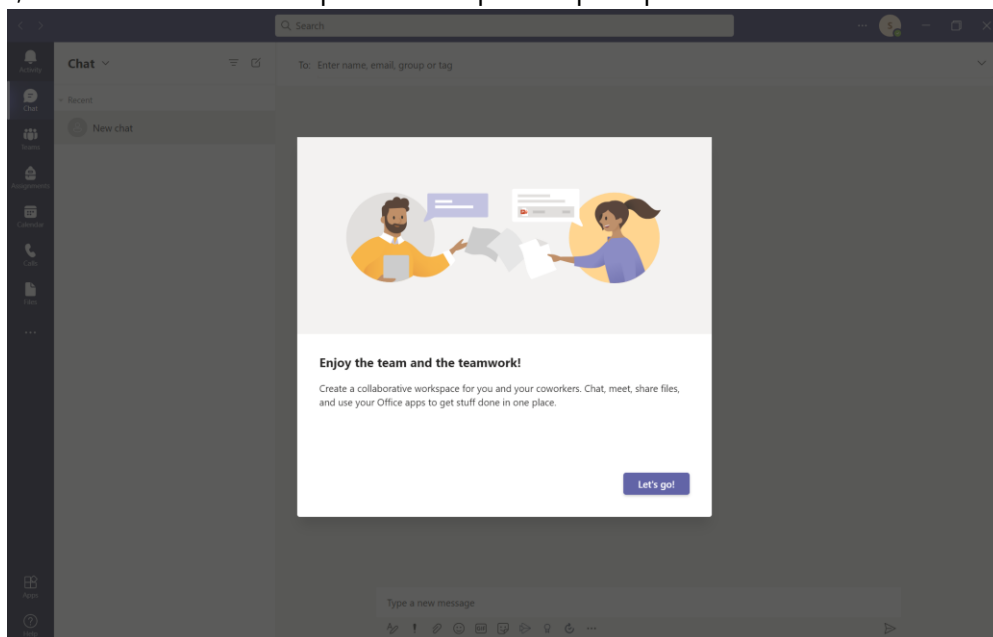 Search
S
Activity
Chat
Recent
New chat
To: Enter name, email, group or tag
Chat
Teams
Assignments
Calendar
Calls
Files
Enjoy the team and the teamwork!
Create a collaborative workspace for you and your coworkers. Chat, meet, share files,
and use your Office apps to get stuff done in one place.
Let's go!
Apps
Help
Type a new message